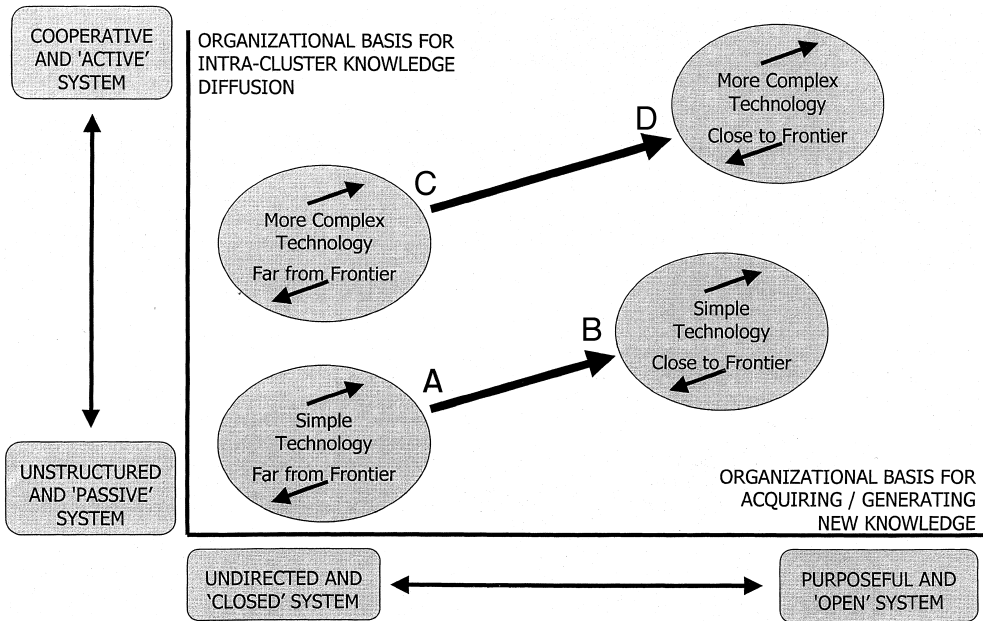 COOPERATIVE
AND 'ACTIVE'
SYSTEM
ORGANIZATIONAL BASIS FOR
INTRA-CLUSTER KNOWLEDGE
DIFFUSION
More Complex
Technology
Close to Frontier
D
C
More Complex
Technology
Far from Frontier
Simple
Technology
Close to Frontier
B
A
Simple
Technology
Far from Frontier
UNSTRUCTURED
AND 'PASSIVE'
SYSTEM
ORGANIZATIONAL BASIS FOR
ACQUIRING / GENERATING
NEW KNOWLEDGE
UNDIRECTED AND
'CLOSED' SYSTEM
PURPOSEFUL AND
'OPEN' SYSTEM